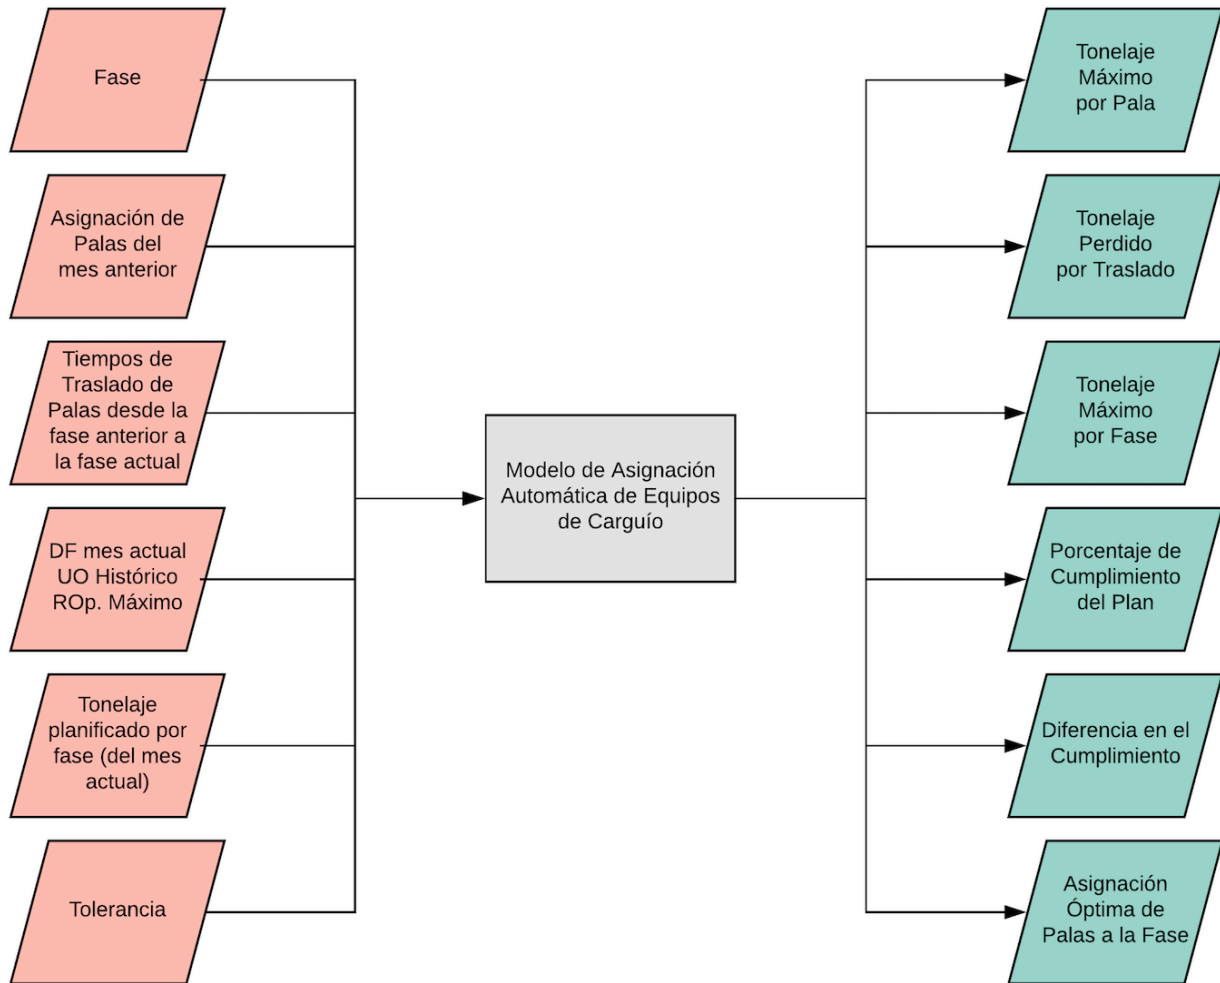 Fase
Asignación de
Palas del
mes anterior
Tiempos de
Traslado de
Palas desde la
fase anterior a
la fase actual
DF mes actual
UO Histórico
ROp. Máximo
Tonelaje
planificado por
fase (del mes
actual)
Tolerancia
Modelo de Asignación
Automática de Equipos
de Carguío
Tonelaje
Máximo
por Pala
Tonelaje
Perdido
por Traslado
Tonelaje
Máximo
por Fase
Porcentaje de
Cumplimiento
del Plan
Diferencia en el
Cumplimiento
Asignación
Óptima de
Palas a la Fase